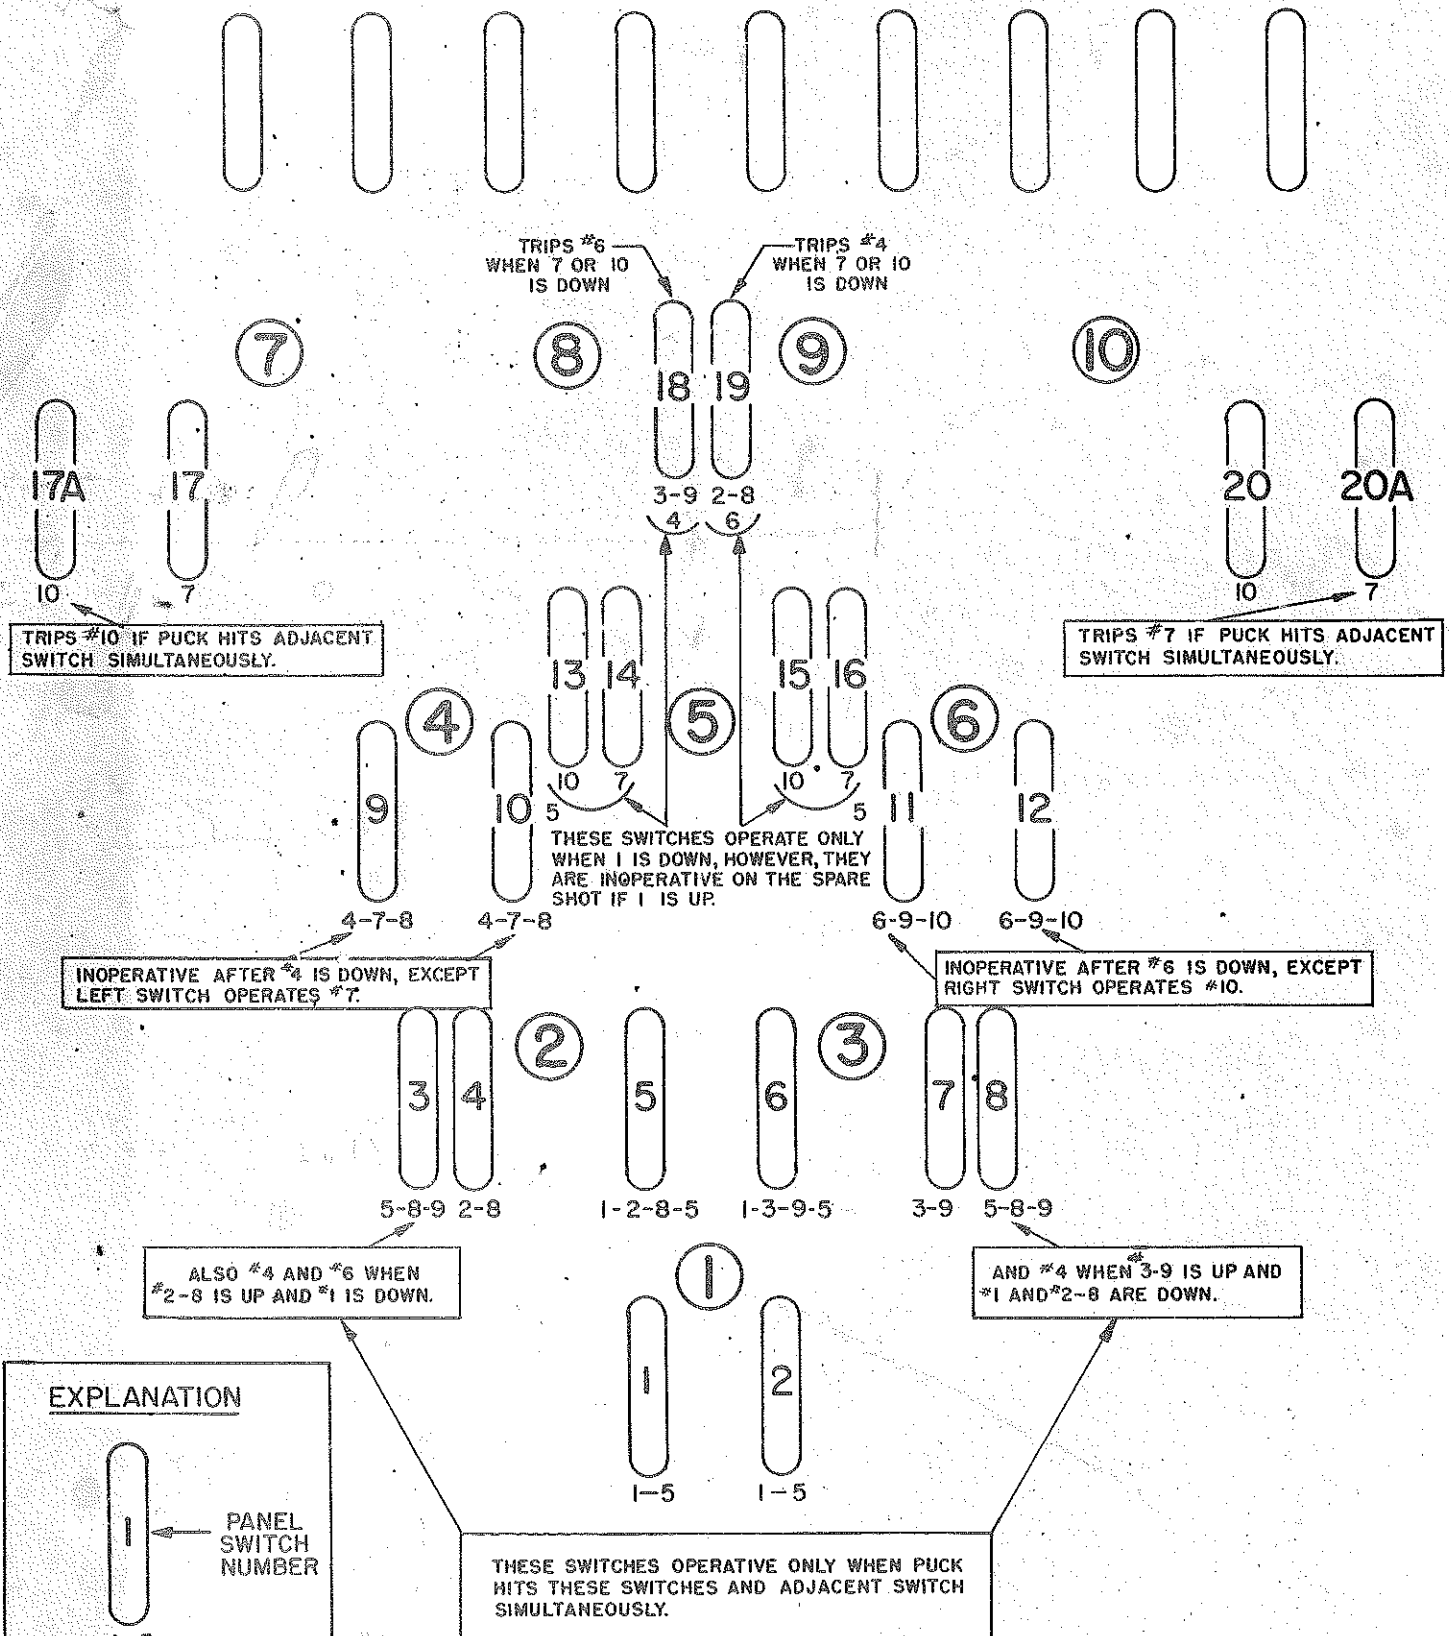 TRIPS #6
WHEN 7 OR 10
IS DOWN
TRIPS #4
WHEN 7 OR 10
IS DOWN
7
8
9
10
18
19
17A
17
20
20A
3-9
2-8
4
6
10
7
10
7
TRIPS #10 IF PUCK HITS ADJACENT
SWITCH SIMULTANEOUSLY.
TRIPS #7 IF PUCK HITS ADJACENT
SWITCH SIMULTANEOUSLY.
13
14
15
16
4
5
6
10
7
10
7
5
5
9
10
11
12
THESE SWITCHES OPERATE ONLY
WHEN 1 IS DOWN, HOWEVER, THEY
ARE INOPERATIVE ON THE SPARE
SHOT IF 1 IS UP.
4-7-8
4-7-8
6-9-10
6-9-10
INOPERATIVE AFTER #4 IS DOWN, EXCEPT
LEFT SWITCH OPERATES #7.
INOPERATIVE AFTER #6 IS DOWN, EXCEPT
RIGHT SWITCH OPERATES #10.
2
3
3
4
5
6
7
8
5-8-9
2-8
1-2-8-5
1-3-9-5
3-9
5-8-9
ALSO #4 AND #6 WHEN
#2-8 IS UP AND #1 IS DOWN.
AND #4 WHEN #3-9 IS UP AND
#1 AND #2-8 ARE DOWN.
1
1
2
1-5
1-5
EXPLANATION
1
PANEL
SWITCH
NUMBER
THESE SWITCHES OPERATIVE ONLY WHEN PUCK
HITS THESE SWITCHES AND ADJACENT SWITCH
SIMULTANEOUSLY.